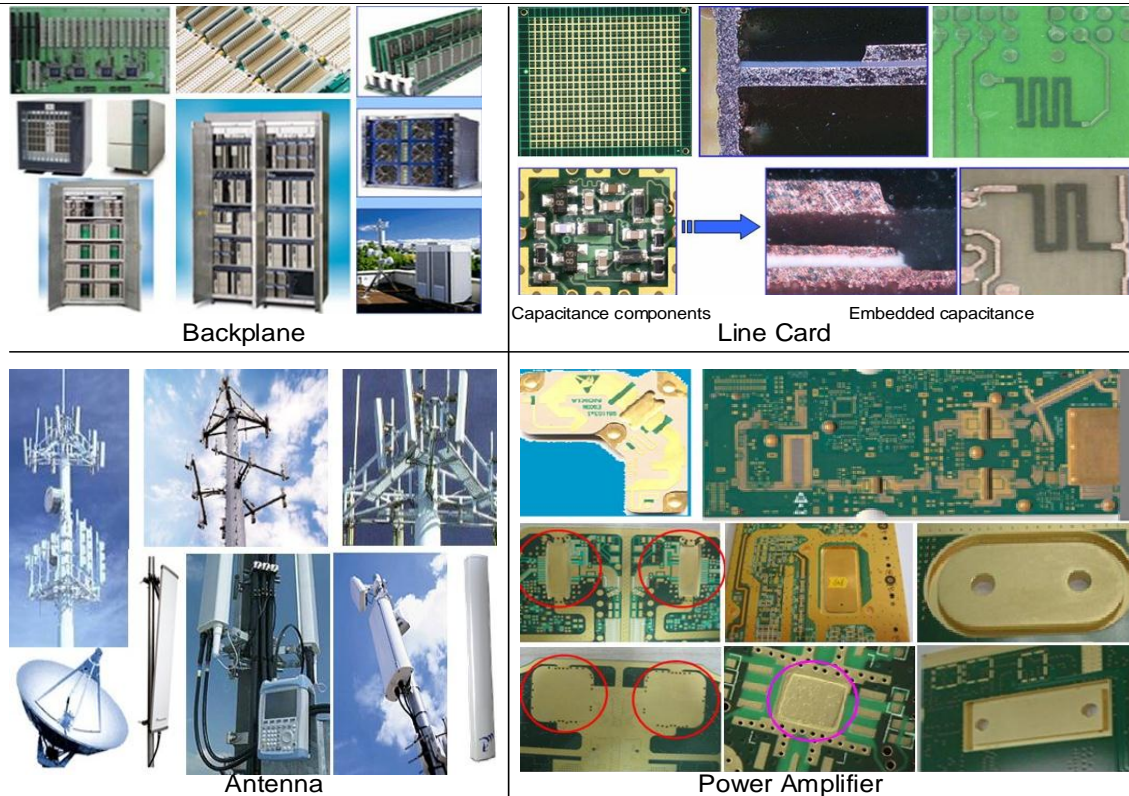 Backplane
Capacitance components
Embedded capacitance
Line Card
Antenna
Power Amplifier